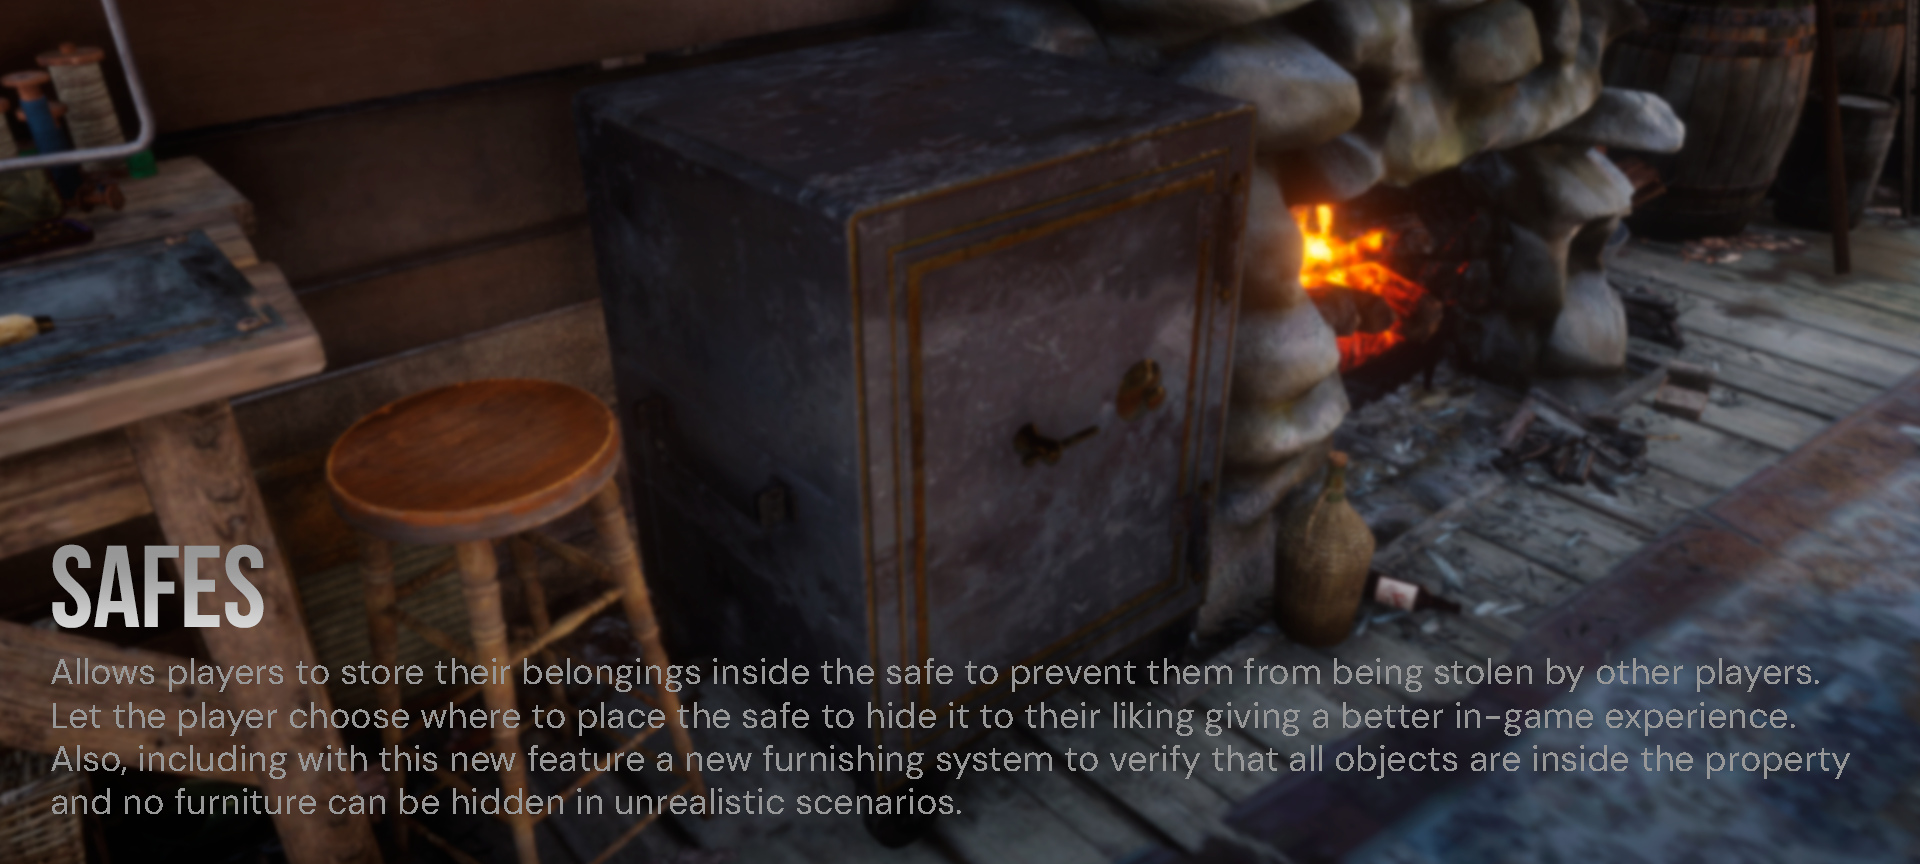 SAFES
Allows players to store their belongings inside the safe to prevent them from being stolen by other players.
Let the player choose where to place the safe to hide it to their liking giving a better in-game experience.
Also, including with this new feature a new furnishing system to verify that all objects are inside the property
and no furniture can be hidden in unrealistic scenarios.